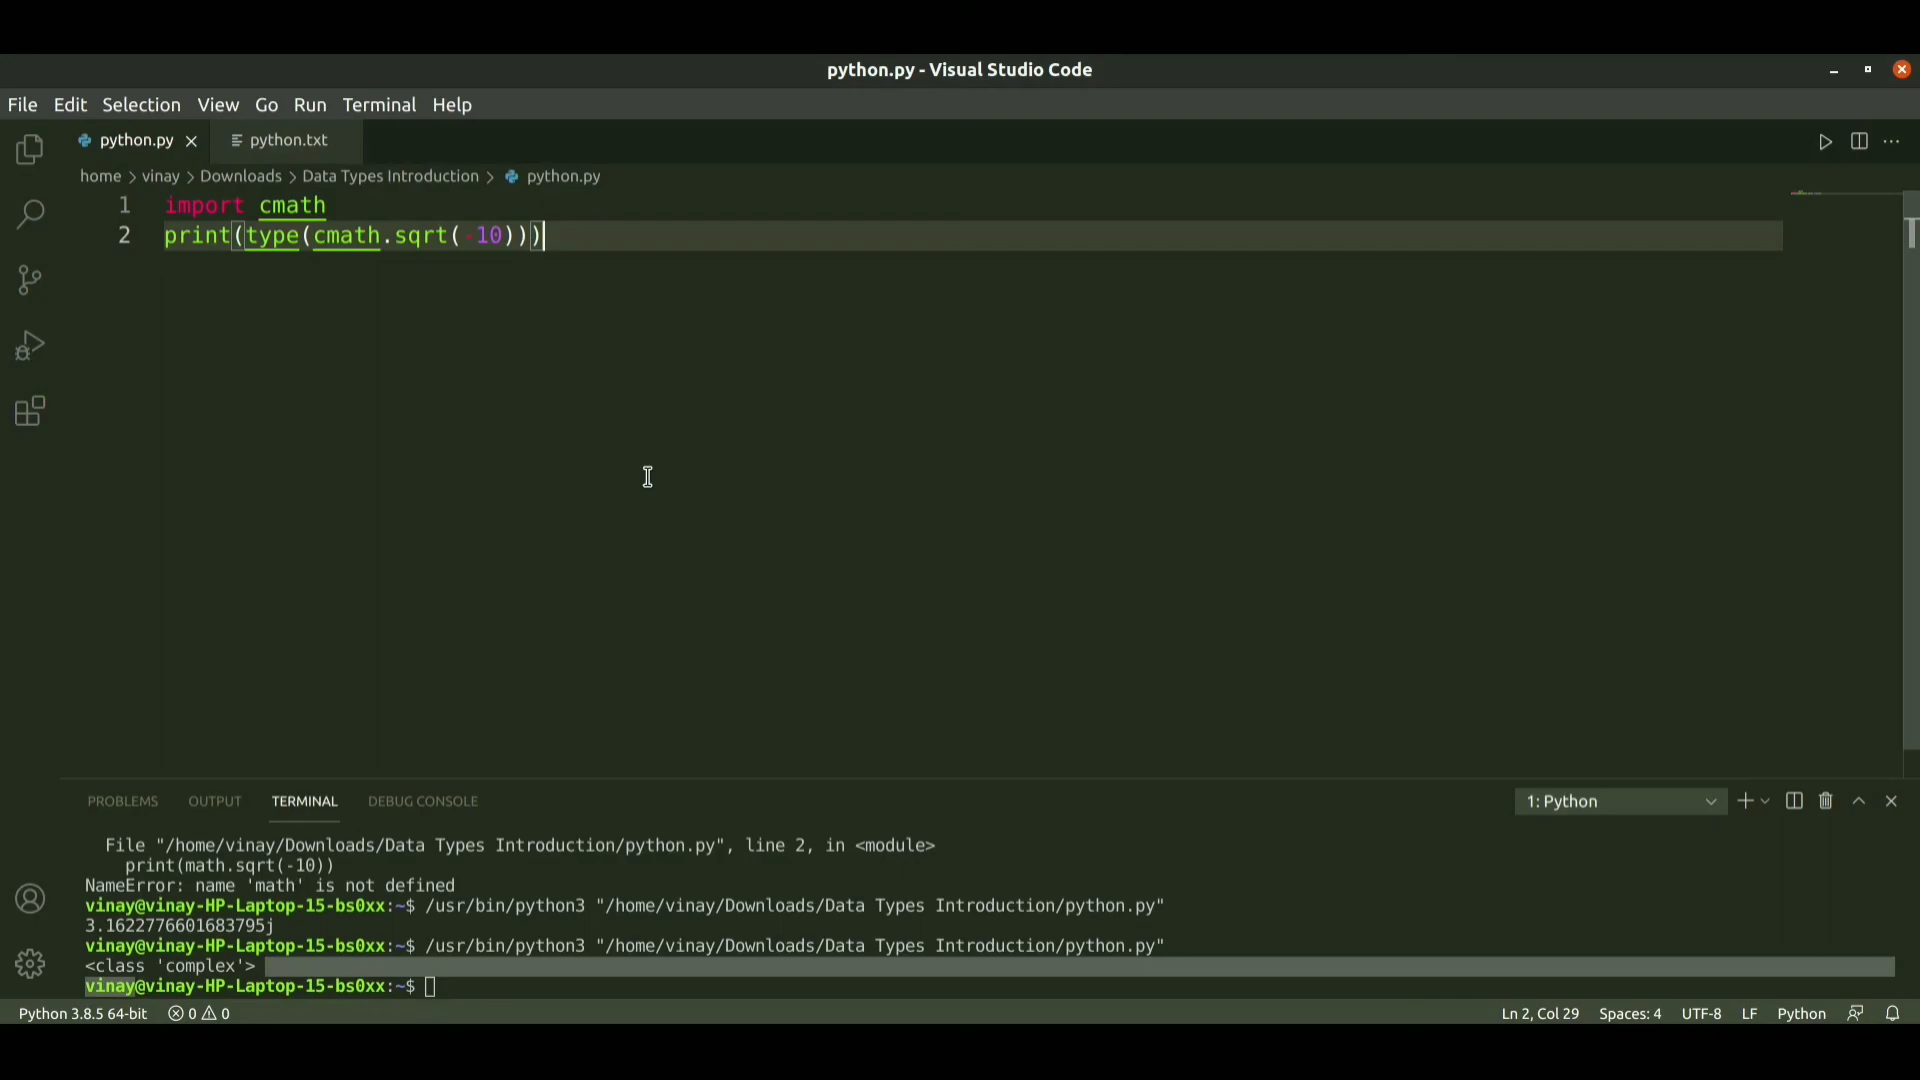 python.py - Visual Studio Code
File Edit Selection View Go Run Terminal Help
python.py python.txt
home > vinay > Downloads > Data Types Introduction > python.py
1 import cmath
2 print(type(cmath.sqrt(-10)))
PROBLEMS OUTPUT TERMINAL DEBUG CONSOLE 1: Python
File "/home/vinay/Downloads/Data Types Introduction/python.py", line 2, in <module>
print(math.sqrt(-10))
NameError: name 'math' is not defined
vinay@vinay-HP-Laptop-15-bs0xx:~$ /usr/bin/python3 "/home/vinay/Downloads/Data Types Introduction/python.py"
3.1622776601683795j
vinay@vinay-HP-Laptop-15-bs0xx:~$ /usr/bin/python3 "/home/vinay/Downloads/Data Types Introduction/python.py"
<class 'complex'>
vinay@vinay-HP-Laptop-15-bs0xx:~$
Python 3.8.5 64-bit 0 0 Ln 2, Col 29 Spaces: 4 UTF-8 LF Python